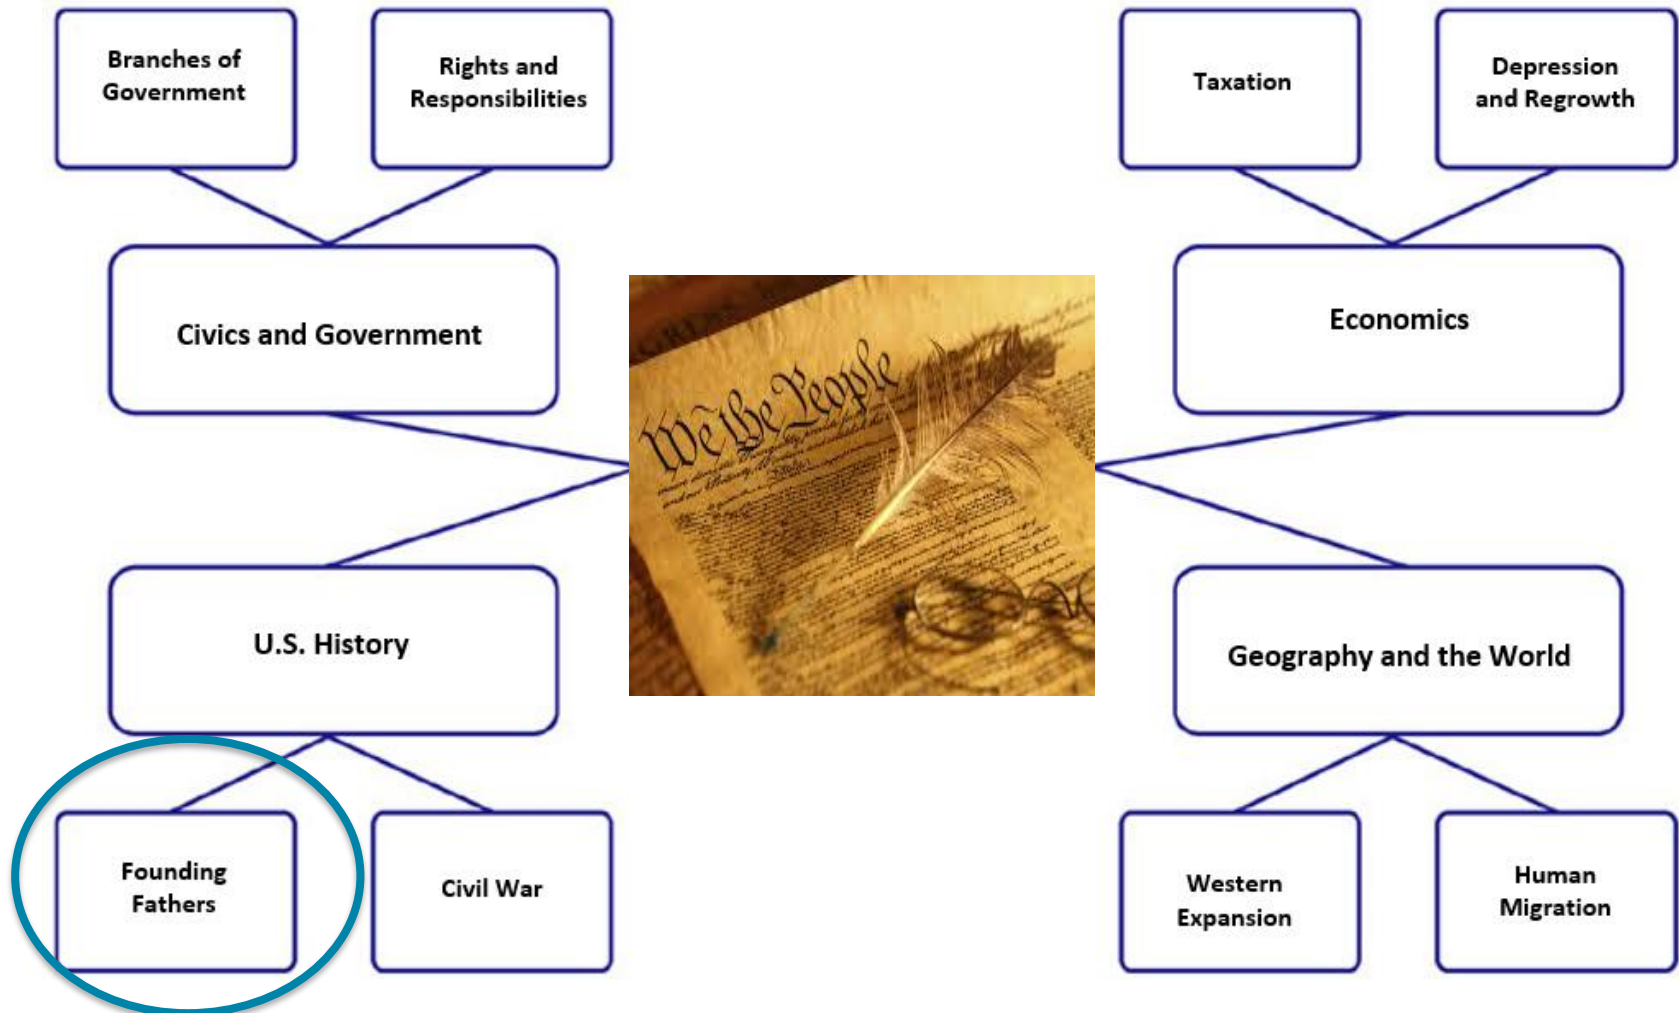 Branches of
Government
Rights and
Responsibilities
Taxation
Depression
and Regrowth
Civics and Government
Economics
We the People
U.S. History
Geography and the World
Founding
Fathers
Civil War
Western
Expansion
Human
Migration